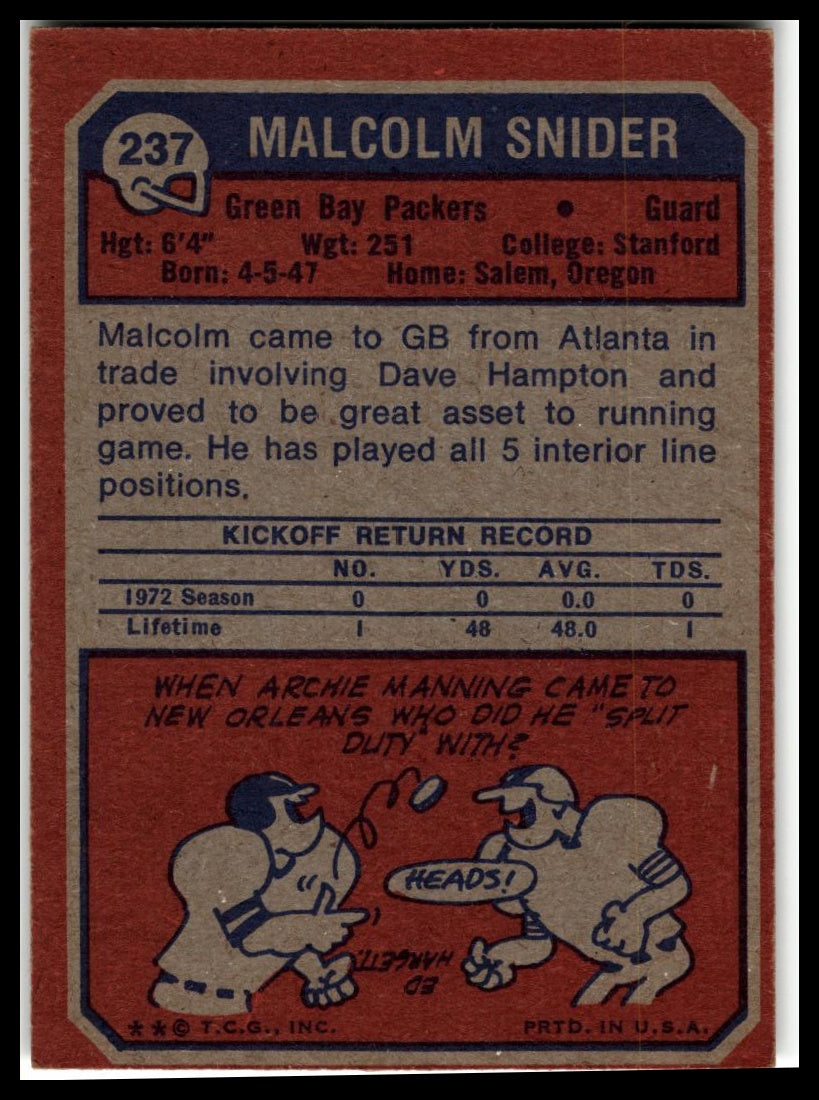 237 MALCOLM SNIDER
Green Bay Packers • Guard
Hgt: 6'4" Wgt: 251 College: Stanford
Born: 4-5-47 Home: Salem, Oregon
Malcolm came to GB from Atlanta in
trade involving Dave Hampton and
proved to be great asset to running
game. He has played all 5 interior line
positions.
KICKOFF RETURN RECORD
NO. YDS. AVG. TDS.
1972 Season 0 0 0.0 0
Lifetime 1 48 48.0 1
WHEN ARCHIE MANNING CAME TO
NEW ORLEANS WHO DID HE "SPLIT
DUTY" WITH?
HEADS!
ED
HARGETT.
**© T.C.G., INC. PRTD. IN U.S.A.